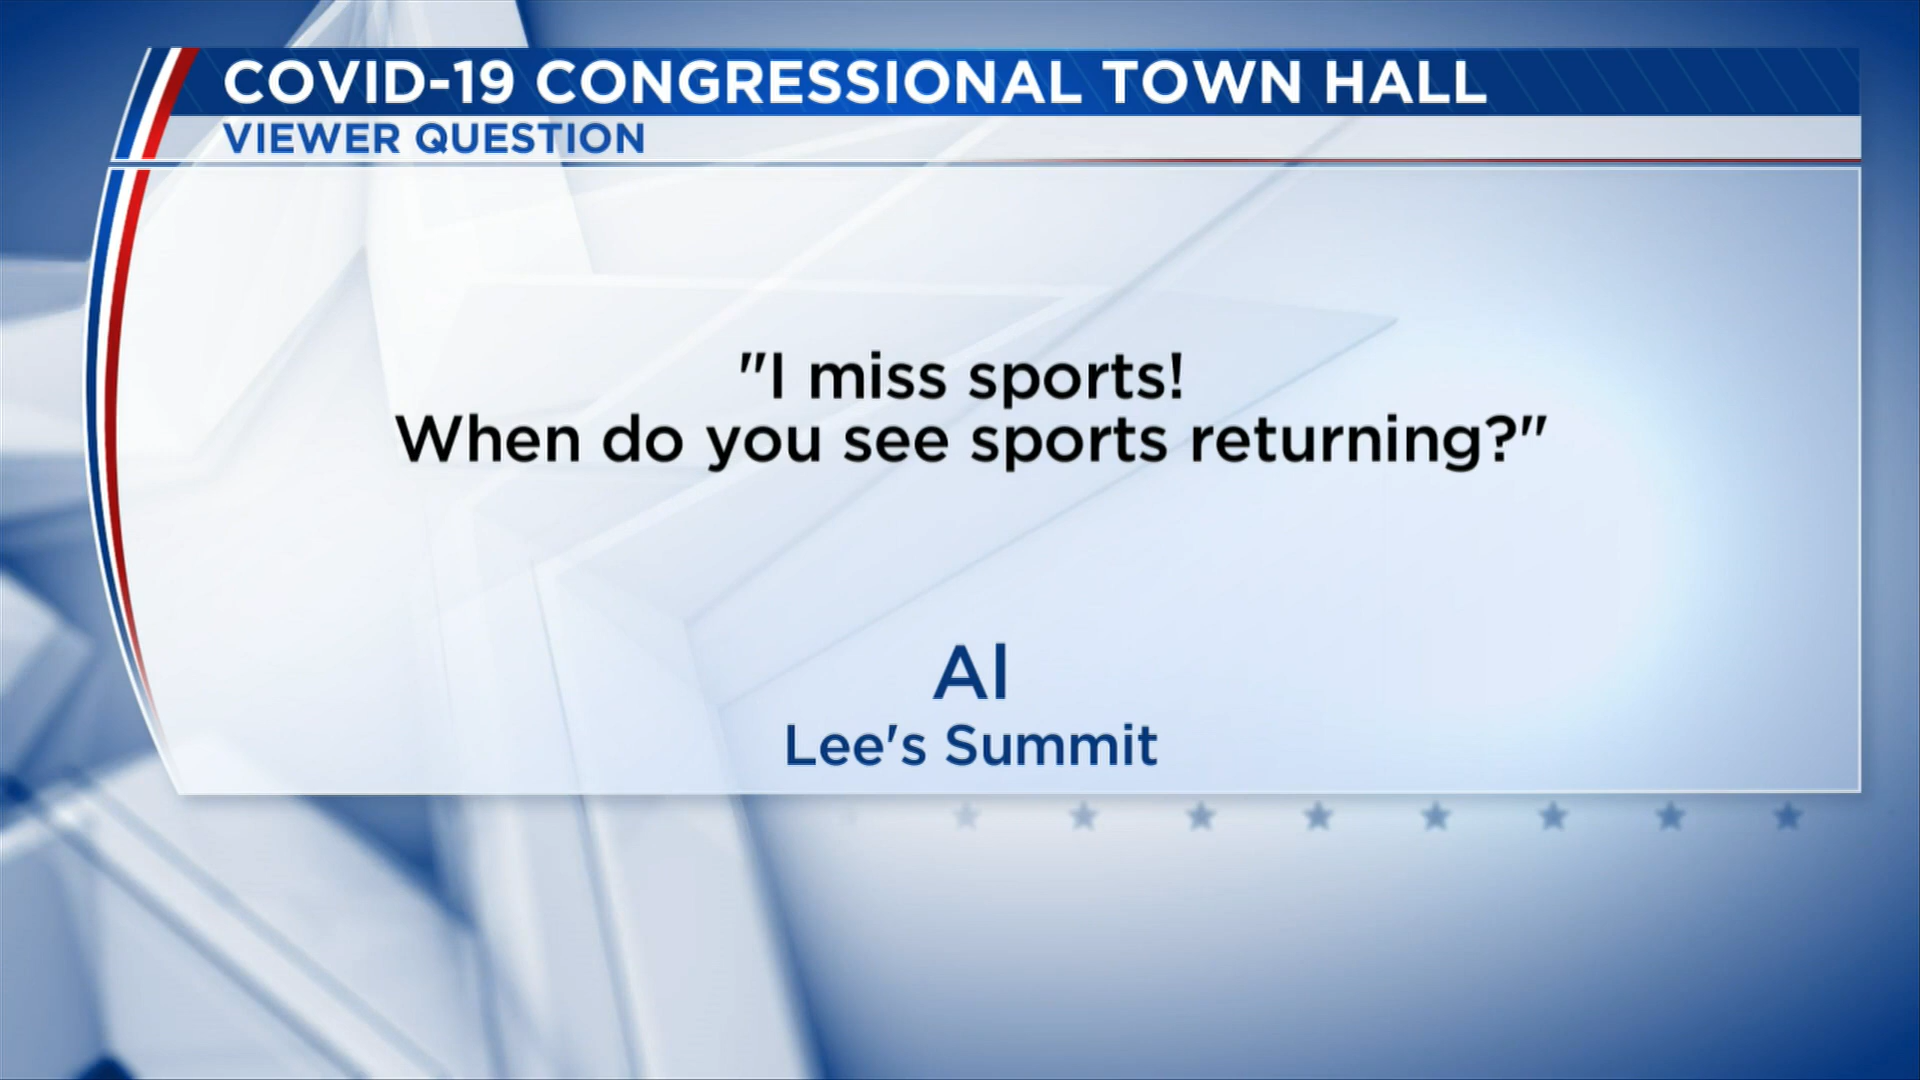 COVID-19 CONGRESSIONAL TOWN HALL
VIEWER QUESTION
"I miss sports!
When do you see sports returning?"
Al
Lee's Summit